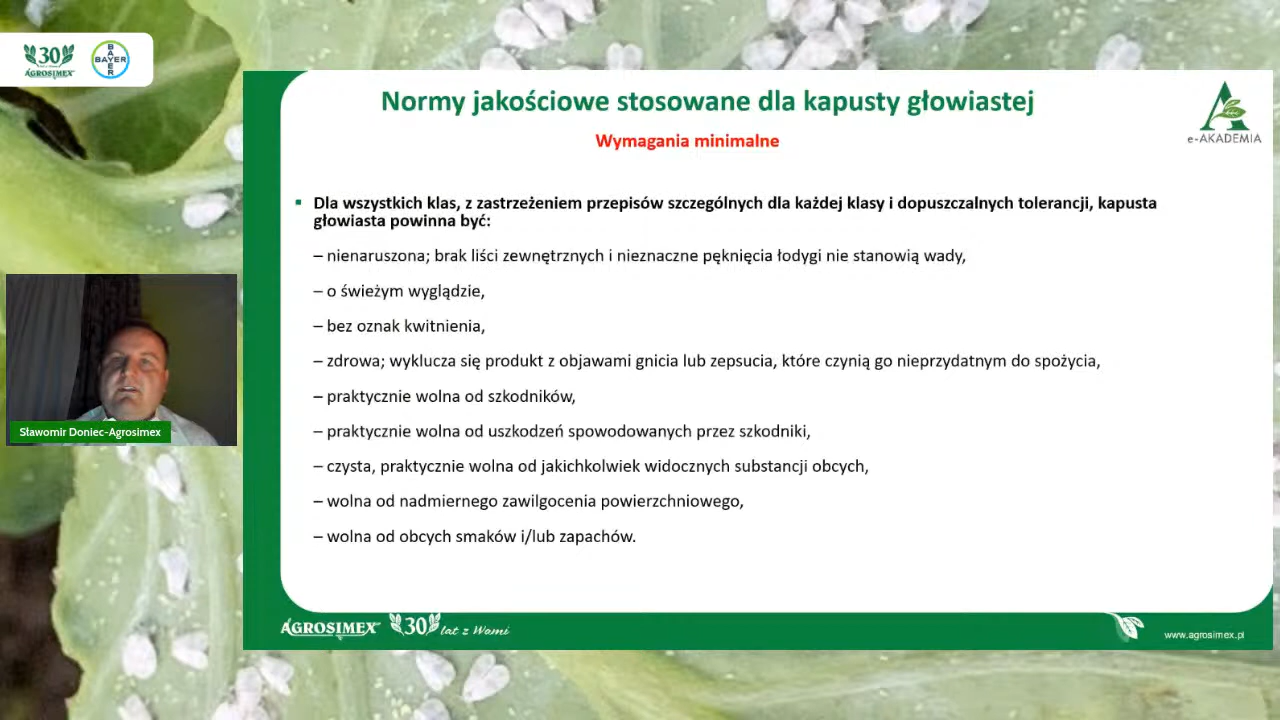 30
AGROSIMEX
BAYER
BAYER
Normy jakościowe stosowane dla kapusty głowiastej
Wymagania minimalne
e-AKADEMIA
▪ Dla wszystkich klas, z zastrzeżeniem przepisów szczególnych dla każdej klasy i dopuszczalnych tolerancji, kapusta
głowiasta powinna być:
– nienaruszona; brak liści zewnętrznych i nieznaczne pęknięcia łodygi nie stanowią wady,
– o świeżym wyglądzie,
– bez oznak kwitnienia,
– zdrowa; wyklucza się produkt z objawami gnicia lub zepsucia, które czynią go nieprzydatnym do spożycia,
– praktycznie wolna od szkodników,
– praktycznie wolna od uszkodzeń spowodowanych przez szkodniki,
– czysta, praktycznie wolna od jakichkolwiek widocznych substancji obcych,
– wolna od nadmiernego zawilgocenia powierzchniowego,
– wolna od obcych smaków i/lub zapachów.
Sławomir Doniec-Agrosimex
AGROSIMEX 30 lat z Wami
www.agrosimex.pl